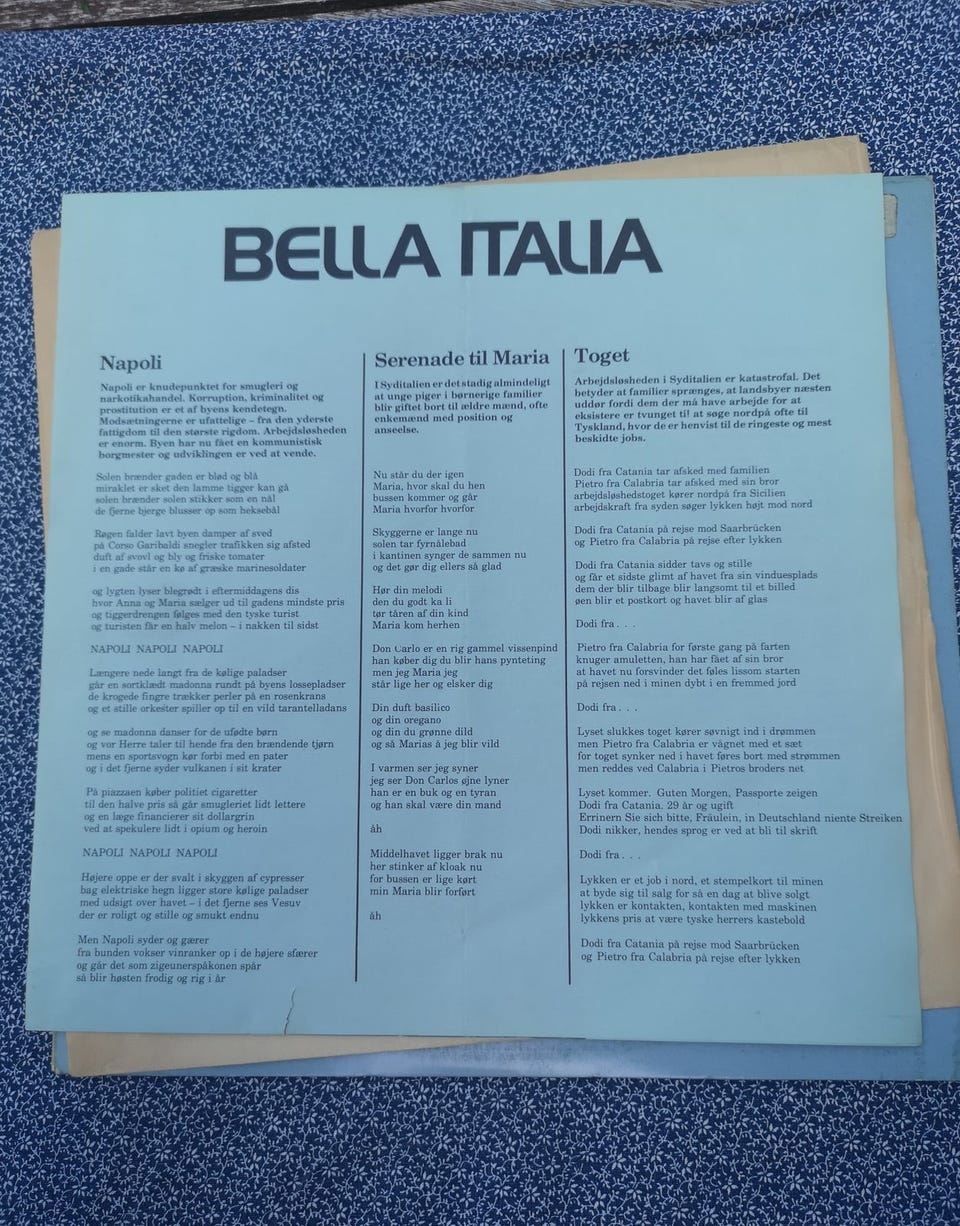 BELLA ITALIA
Napoli
Napoli er knudepunktet for smugleri og
narkotikahandel. Korruption, kriminalitet og
prostitution er et af byens kendetegn.
Modsætningerne er ufattelige – fra den yderste
fattigdom til den største rigdom. Arbejdsløsheden
er enorm. Byen har nu fået en kommunistisk
borgmester og udviklingen er ved at vende.
Solen brænder gaden er blød og blå
miraklet er sket den lamme tigger kan gå
solen brænder solen stikker som en nål
de fjerne bjerge blusser op som heksebål
Røgen falder lavt byen damper af sved
på Corso Garibaldi snegler trafikken sig afsted
duft af svovl og bly og friske tomater
i en gade står en kø af græske marinesoldater
og lygten lyser blegrødt i eftermiddagens dis
hvor Anna og Maria sælger ud til gadens mindste pris
og tiggerdrengen følges med den tyske turist
og turisten får en halv melon – i nakken til sidst
NAPOLI NAPOLI NAPOLI
Længere nede langt fra de kølige paladser
går en sortklædt madonna rundt på byens lossepladser
de krogede fingre trækker perler på en rosenkrans
og et stille orkester spiller op til en vild tarantelladans
og se madonna danser for de ufødte børn
og vor Herre taler til hende fra den brændende tjørn
mens en sportsvogn kør forbi med en pater
og i det fjerne syder vulkanen i sit krater
På piazzaen køber politiet cigaretter
til den halve pris så går smugleriet lidt lettere
og en læge financierer sit dollargrin
ved at spekulere lidt i opium og heroin
NAPOLI NAPOLI NAPOLI
Højere oppe er der svalt i skyggen af cypresser
bag elektriske hegn ligger store kølige paladser
med udsigt over havet – i det fjerne ses Vesuv
der er roligt og stille og smukt endnu
Men Napoli syder og gærer
fra bunden vokser vinranker op i de højere sfærer
og går det som zigeunerspåkonen spår
så blir høsten frodig og rig i år
Serenade til Maria
I Syditalien er det stadig almindeligt
at unge piger i børnerige familier
blir giftet bort til ældre mænd, ofte
enkemænd med position og
anseelse.
Nu står du der igen
Maria, hvor skal du hen
bussen kommer og går
Maria hvorfor hvorfor
Skyggerne er lange nu
solen tar fyrnålebad
i kantinen synger de sammen nu
og det gør dig ellers så glad
Hør din melodi
den du godt ka li
tør tåren af din kind
Maria kom herhen
Don Carlo er en rig gammel vissenpind
han køber dig du blir hans pynteting
men jeg Maria jeg
står lige her og elsker dig
Din duft basilico
og din oregano
og din du grønne dild
og så Marias å jeg blir vild
I varmen ser jeg syner
jeg ser Don Carlos øjne lyner
han er en buk og en tyran
og han skal være din mand
åh
Middelhavet ligger brak nu
her stinker af kloak nu
for bussen er lige kørt
min Maria blir forført
åh
Toget
Arbejdsløsheden i Syditalien er katastrofal. Det
betyder at familier sprænges, at landsbyer næsten
uddør fordi dem der må have arbejde for at
eksistere er tvunget til at søge nordpå ofte til
Tyskland, hvor de er henvist til de ringeste og mest
beskidte jobs.
Dodi fra Catania tar afsked med familien
Pietro fra Calabria tar afsked med sin bror
arbejdsløshedstoget kører nordpå fra Sicilien
arbejdskraft fra syden søger lykken højt mod nord
Dodi fra Catania på rejse mod Saarbrücken
og Pietro fra Calabria på rejse efter lykken
Dodi fra Catania sidder tavs og stille
og får et sidste glimt af havet fra sin vinduesplads
dem der blir tilbage blir langsomt til et billed
øen blir et postkort og havet blir af glas
Dodi fra . . .
Pietro fra Calabria for første gang på farten
knuger amuletten, han har fået af sin bror
at havet nu forsvinder det føles lissom starten
på rejsen ned i minen dybt i en fremmed jord
Dodi fra . . .
Lyset slukkes toget kører søvnigt ind i drømmen
men Pietro fra Calabria er vågnet med et sæt
for toget synker ned i havet føres bort med strømmen
men reddes ved Calabria i Pietros broders net
Lyset kommer. Guten Morgen, Passporte zeigen
Dodi fra Catania. 29 år og ugift
Errinern Sie sich bitte, Fräulein, in Deutschland niente Streiken
Dodi nikker, hendes sprog er ved at bli til skrift
Dodi fra . . .
Lykken er et job i nord, et stempelkort til minen
at byde sig til salg for så en dag at blive solgt
lykken er kontakten, kontakten med maskinen
lykkens pris at være tyske herrers kastebold
Dodi fra Catania på rejse mod Saarbrücken
og Pietro fra Calabria på rejse efter lykken